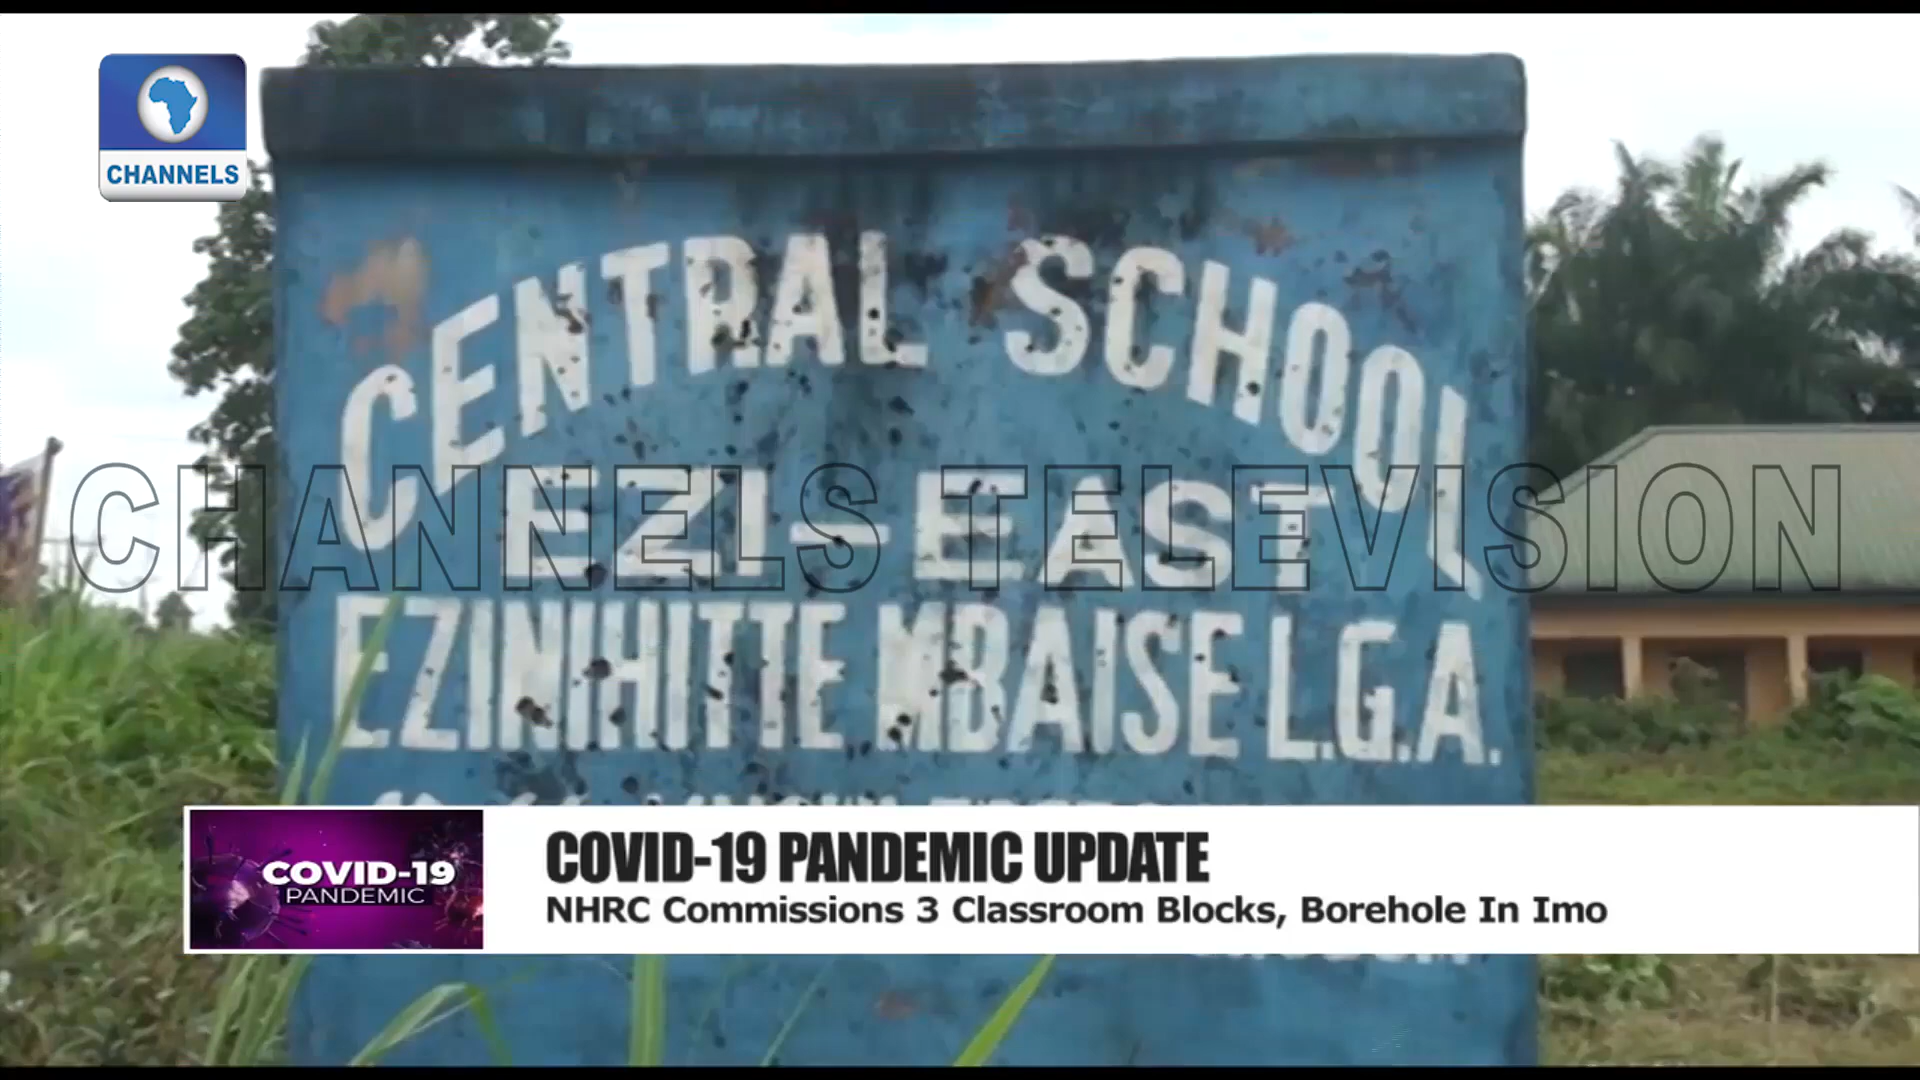 CHANNELS
CENTRAL SCHOOL
EZI-EAST
CHANNELS TELEVISION
EZINIHITTE MBAISE L.G.A.
COVID-19
PANDEMIC
COVID-19 PANDEMIC UPDATE
NHRC Commissions 3 Classroom Blocks, Borehole In Imo